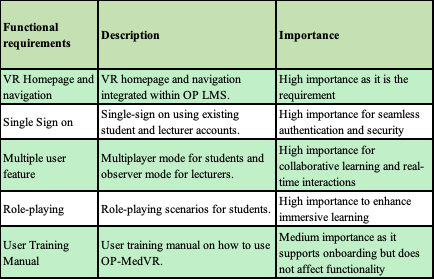 Functional
requirements
Description
Importance
VR Homepage and
navigation
VR homepage and navigation
integrated within OP LMS.
High importance as it is the
requirement
Single Sign on
Single-sign on using existing
student and lecturer accounts.
High importance for seamless
authentication and security
Multiple user
feature
Multiplayer mode for students and
observer mode for lecturers.
High importance for
collaborative learning and real-
time interactions
Role-playing
Role-playing scenarios for students.
High importance to enhance
immersive learning
User Training
Manual
User training manual on how to use
OP-MedVR.
Medium importance as it
supports onboarding but does
not affect functionality